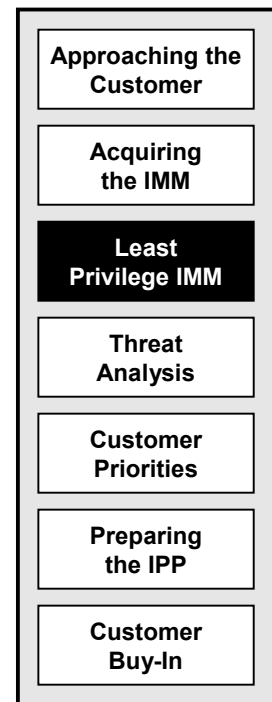 Approaching the
Customer
Acquiring
the IMM
Least
Privilege IMM
Threat
Analysis
Customer
Priorities
Preparing
the IPP
Customer
Buy-In